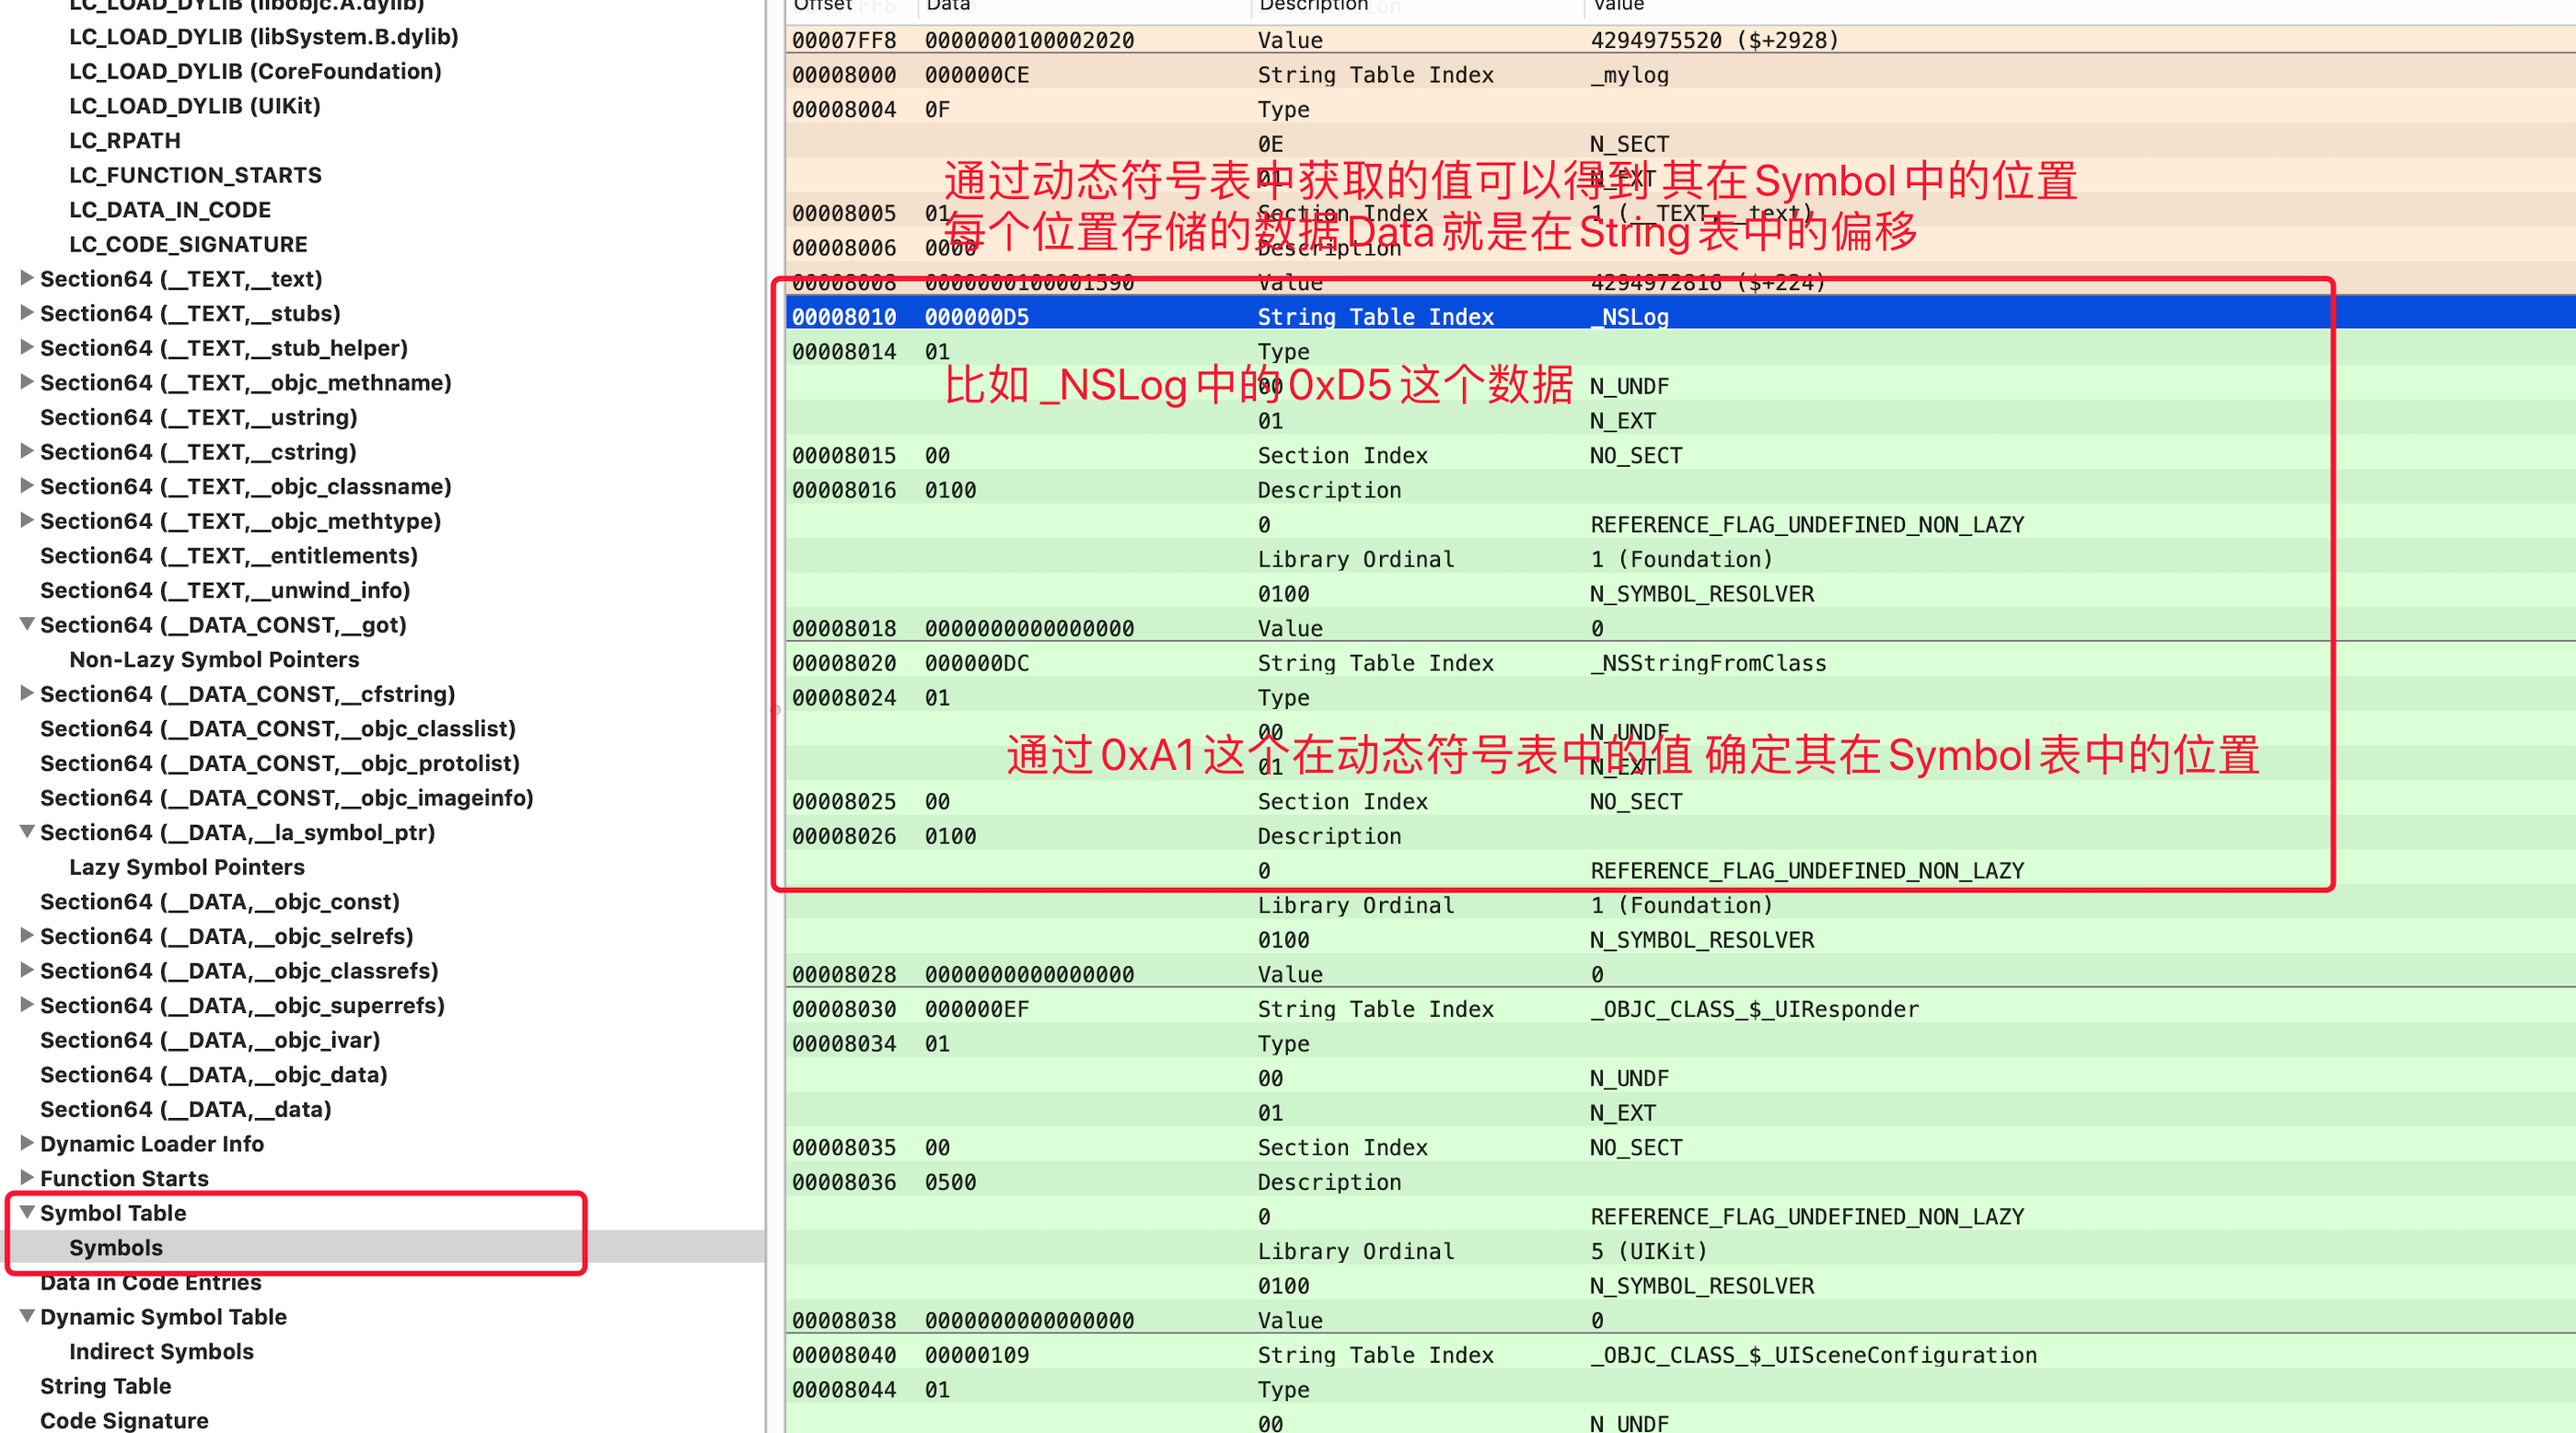 LC_LOAD_DYLIB (libobjc.A.dylib)
LC_LOAD_DYLIB (libSystem.B.dylib)
LC_LOAD_DYLIB (CoreFoundation)
LC_LOAD_DYLIB (UIKit)
LC_RPATH
LC_FUNCTION_STARTS
LC_DATA_IN_CODE
LC_CODE_SIGNATURE
Section64 (__TEXT,__text)
Section64 (__TEXT,__stubs)
Section64 (__TEXT,__stub_helper)
Section64 (__TEXT,__objc_methname)
Section64 (__TEXT,__ustring)
Section64 (__TEXT,__cstring)
Section64 (__TEXT,__objc_classname)
Section64 (__TEXT,__objc_methtype)
Section64 (__TEXT,__entitlements)
Section64 (__TEXT,__unwind_info)
Section64 (__DATA_CONST,__got)
Non-Lazy Symbol Pointers
Section64 (__DATA_CONST,__cfstring)
Section64 (__DATA_CONST,__objc_classlist)
Section64 (__DATA_CONST,__objc_protolist)
Section64 (__DATA_CONST,__objc_imageinfo)
Section64 (__DATA,__la_symbol_ptr)
Lazy Symbol Pointers
Section64 (__DATA,__objc_const)
Section64 (__DATA,__objc_selrefs)
Section64 (__DATA,__objc_classrefs)
Section64 (__DATA,__objc_superrefs)
Section64 (__DATA,__objc_ivar)
Section64 (__DATA,__objc_data)
Section64 (__DATA,__data)
Dynamic Loader Info
Function Starts
Symbol Table
Symbols
Data in Code Entries
Dynamic Symbol Table
Indirect Symbols
String Table
Code Signature
Offset Data Description Value
00007FF8 0000000100002020 Value 4294975520 ($+2928)
00008000 000000CE String Table Index _mylog
00008004 0F Type
0E N_SECT
01 N_EXT
通过动态符号表中获取的值可以得到 其在Symbol中的位置
00008005 01 Section Index 1 (__TEXT,__text)
每个位置存储的数据Data就是在String表中的偏移
00008006 0000 Description
00008008 0000000100001590 Value 4294972816 ($+224)
00008010 000000D5 String Table Index _NSLog
00008014 01 Type
00 N_UNDF
比如 _NSLog中的0xD5这个数据
01 N_EXT
00008015 00 Section Index NO_SECT
00008016 0100 Description
0 REFERENCE_FLAG_UNDEFINED_NON_LAZY
Library Ordinal 1 (Foundation)
0100 N_SYMBOL_RESOLVER
00008018 0000000000000000 Value 0
00008020 000000DC String Table Index _NSStringFromClass
00008024 01 Type
00 N_UNDF
通过0xA1这个在动态符号表中的值 确定其在Symbol表中的位置
01 N_EXT
00008025 00 Section Index NO_SECT
00008026 0100 Description
0 REFERENCE_FLAG_UNDEFINED_NON_LAZY
Library Ordinal 1 (Foundation)
0100 N_SYMBOL_RESOLVER
00008028 0000000000000000 Value 0
00008030 000000EF String Table Index _OBJC_CLASS_$_UIResponder
00008034 01 Type
00 N_UNDF
01 N_EXT
00008035 00 Section Index NO_SECT
00008036 0500 Description
0 REFERENCE_FLAG_UNDEFINED_NON_LAZY
Library Ordinal 5 (UIKit)
0100 N_SYMBOL_RESOLVER
00008038 0000000000000000 Value 0
00008040 00000109 String Table Index _OBJC_CLASS_$_UISceneConfiguration
00008044 01 Type
00 N_UNDF